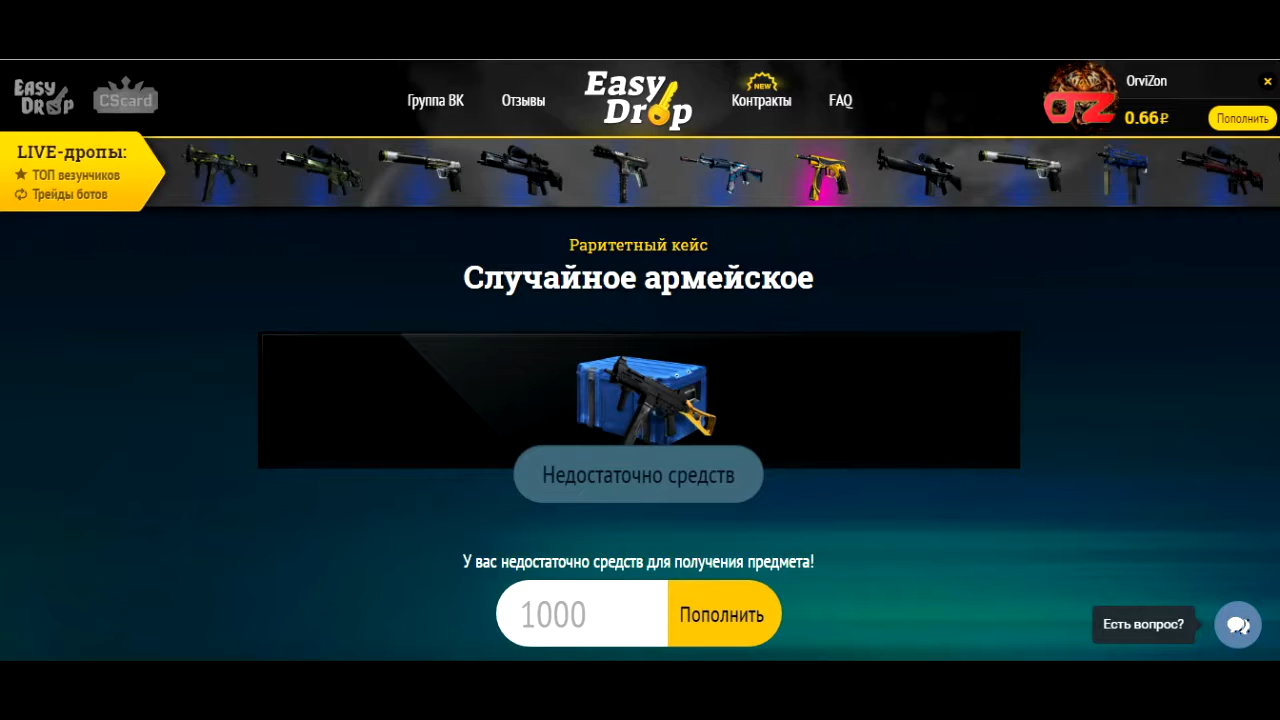 Easy Drop
CScard
Группа ВК
Отзывы
Easy Drop
NEW
Контракты
FAQ
OZ
OrviZon
×
0.66₽
Пополнить
LIVE-дропы:
ТОП везунчиков
Трейды ботов
Раритетный кейс
Случайное армейское
Недостаточно средств
У вас недостаточно средств для получения предмета!
1000
Пополнить
Есть вопрос?